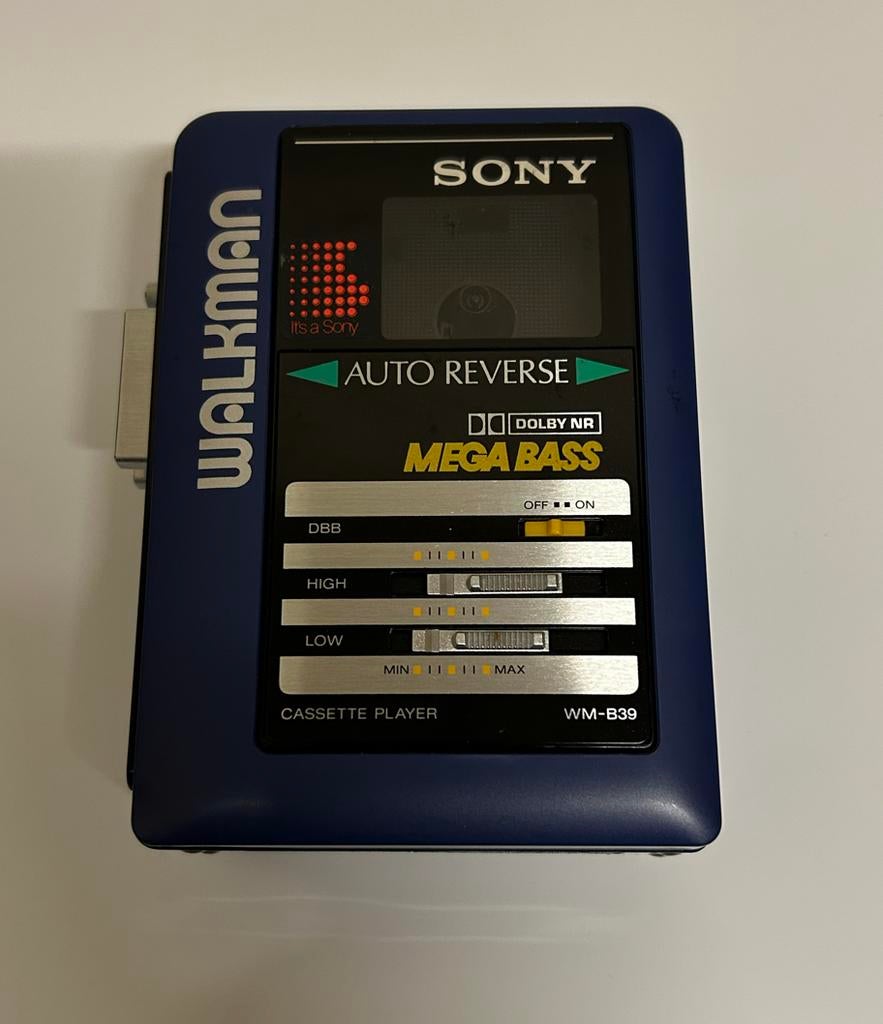 SONY
WALKMAN
It's a Sony
AUTO REVERSE
DOLBY NR
MEGA BASS
OFF ON
DBB
HIGH
LOW
MIN MAX
CASSETTE PLAYER WM-B39